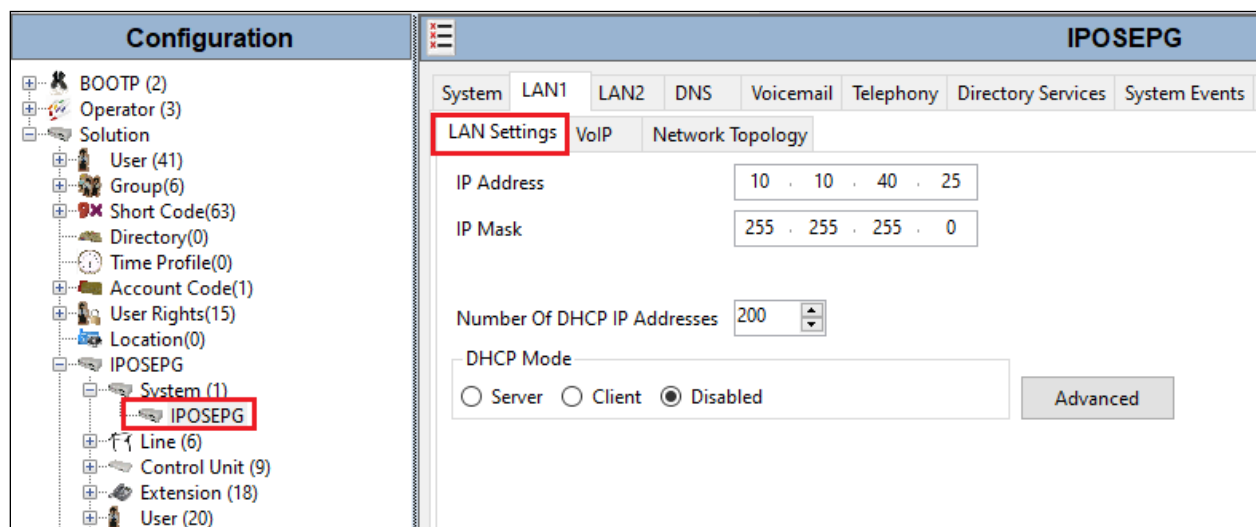 Configuration
BOOTP (2)
Operator (3)
Solution
User (41)
Group(6)
Short Code(63)
Directory(0)
Time Profile(0)
Account Code(1)
User Rights(15)
Location(0)
IPOSEPG
System (1)
IPOSEPG
Line (6)
Control Unit (9)
Extension (18)
User (20)
IPOSEPG
System LAN1 LAN2 DNS Voicemail Telephony Directory Services System Events
LAN Settings VoIP Network Topology
IP Address 10 . 10 . 40 . 25
IP Mask 255 . 255 . 255 . 0
Number Of DHCP IP Addresses 200
DHCP Mode
Server Client Disabled
Advanced